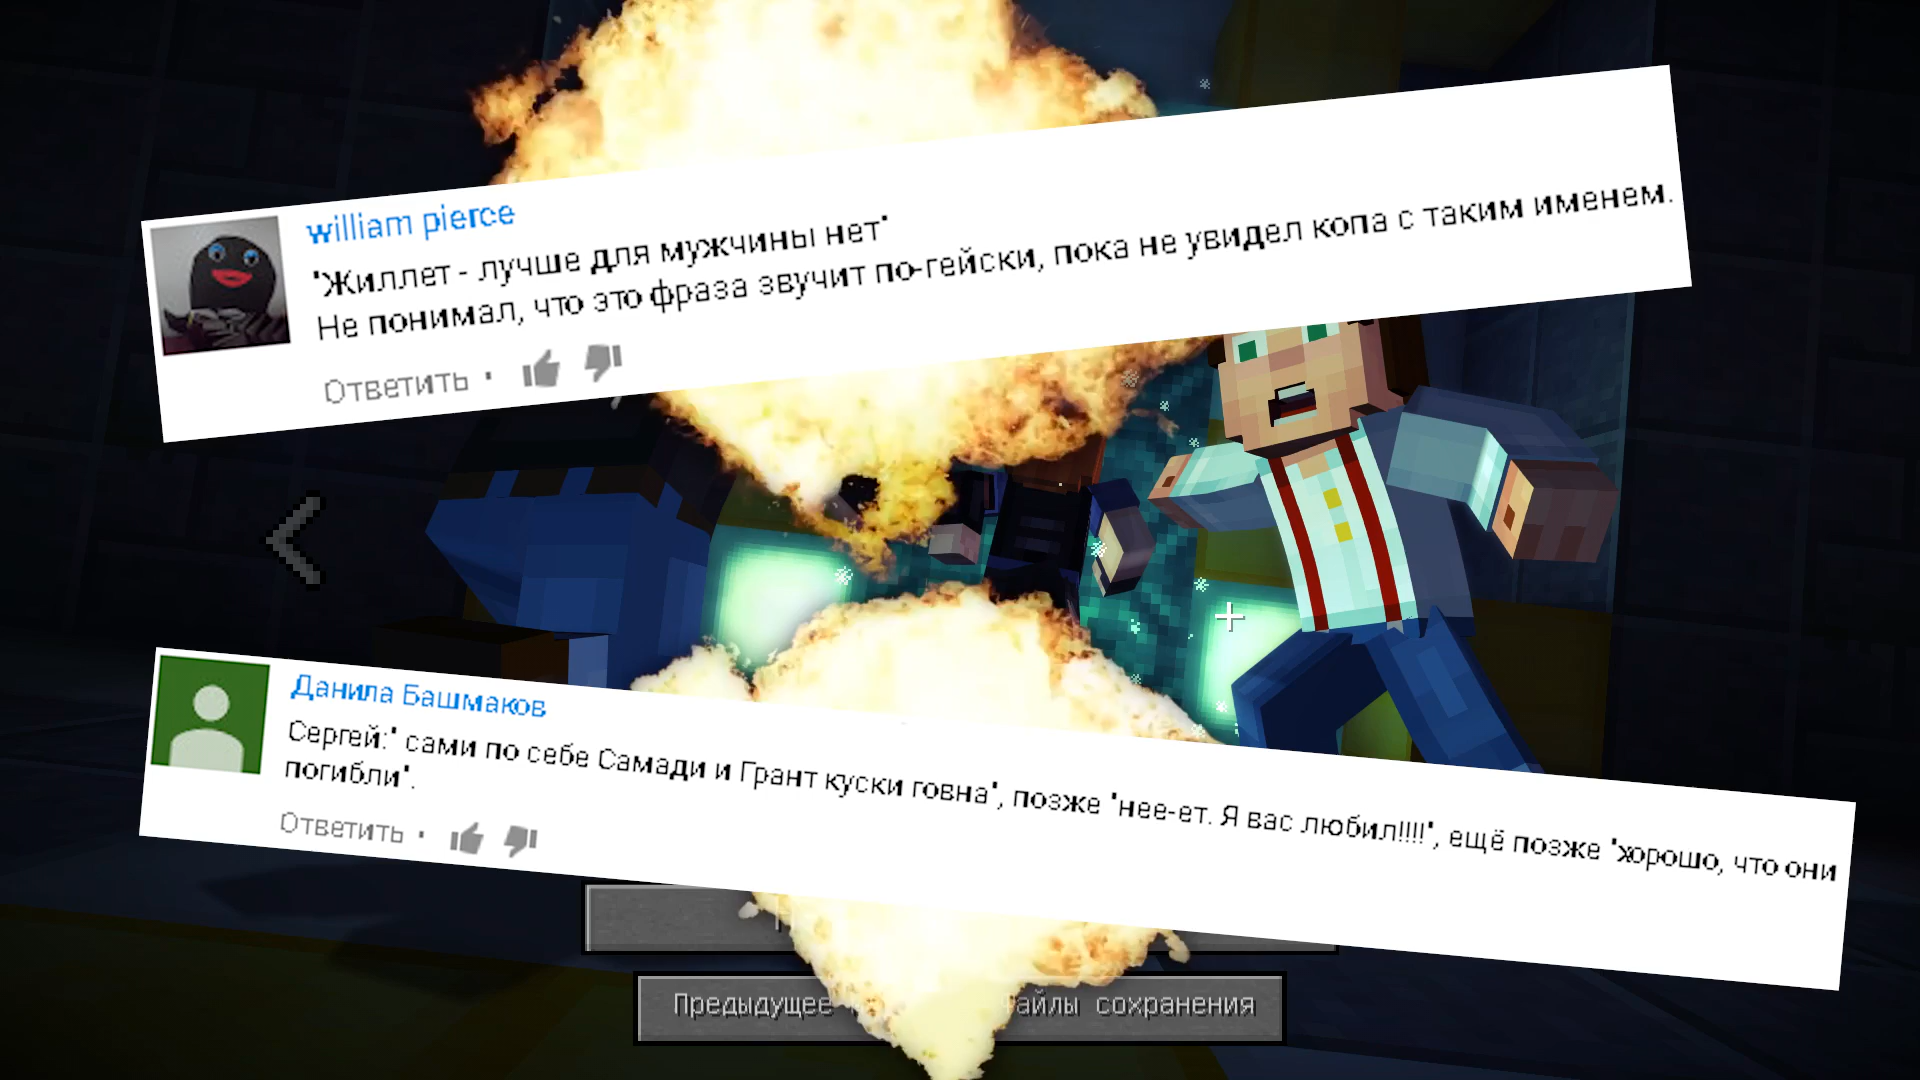 william pierce
"Жиллет - лучше для мужчины нет"
Не понимал, что это фраза звучит по-гейски, пока не увидел копа с таким именем.
Ответить •
Данила Башмаков
Сергей:" сами по себе Самади и Грант куски говна", позже "нее-ет. Я вас любил!!!!", ещё позже "хорошо, что они
погибли".
Ответить •
Предыдущее
Файлы сохранения